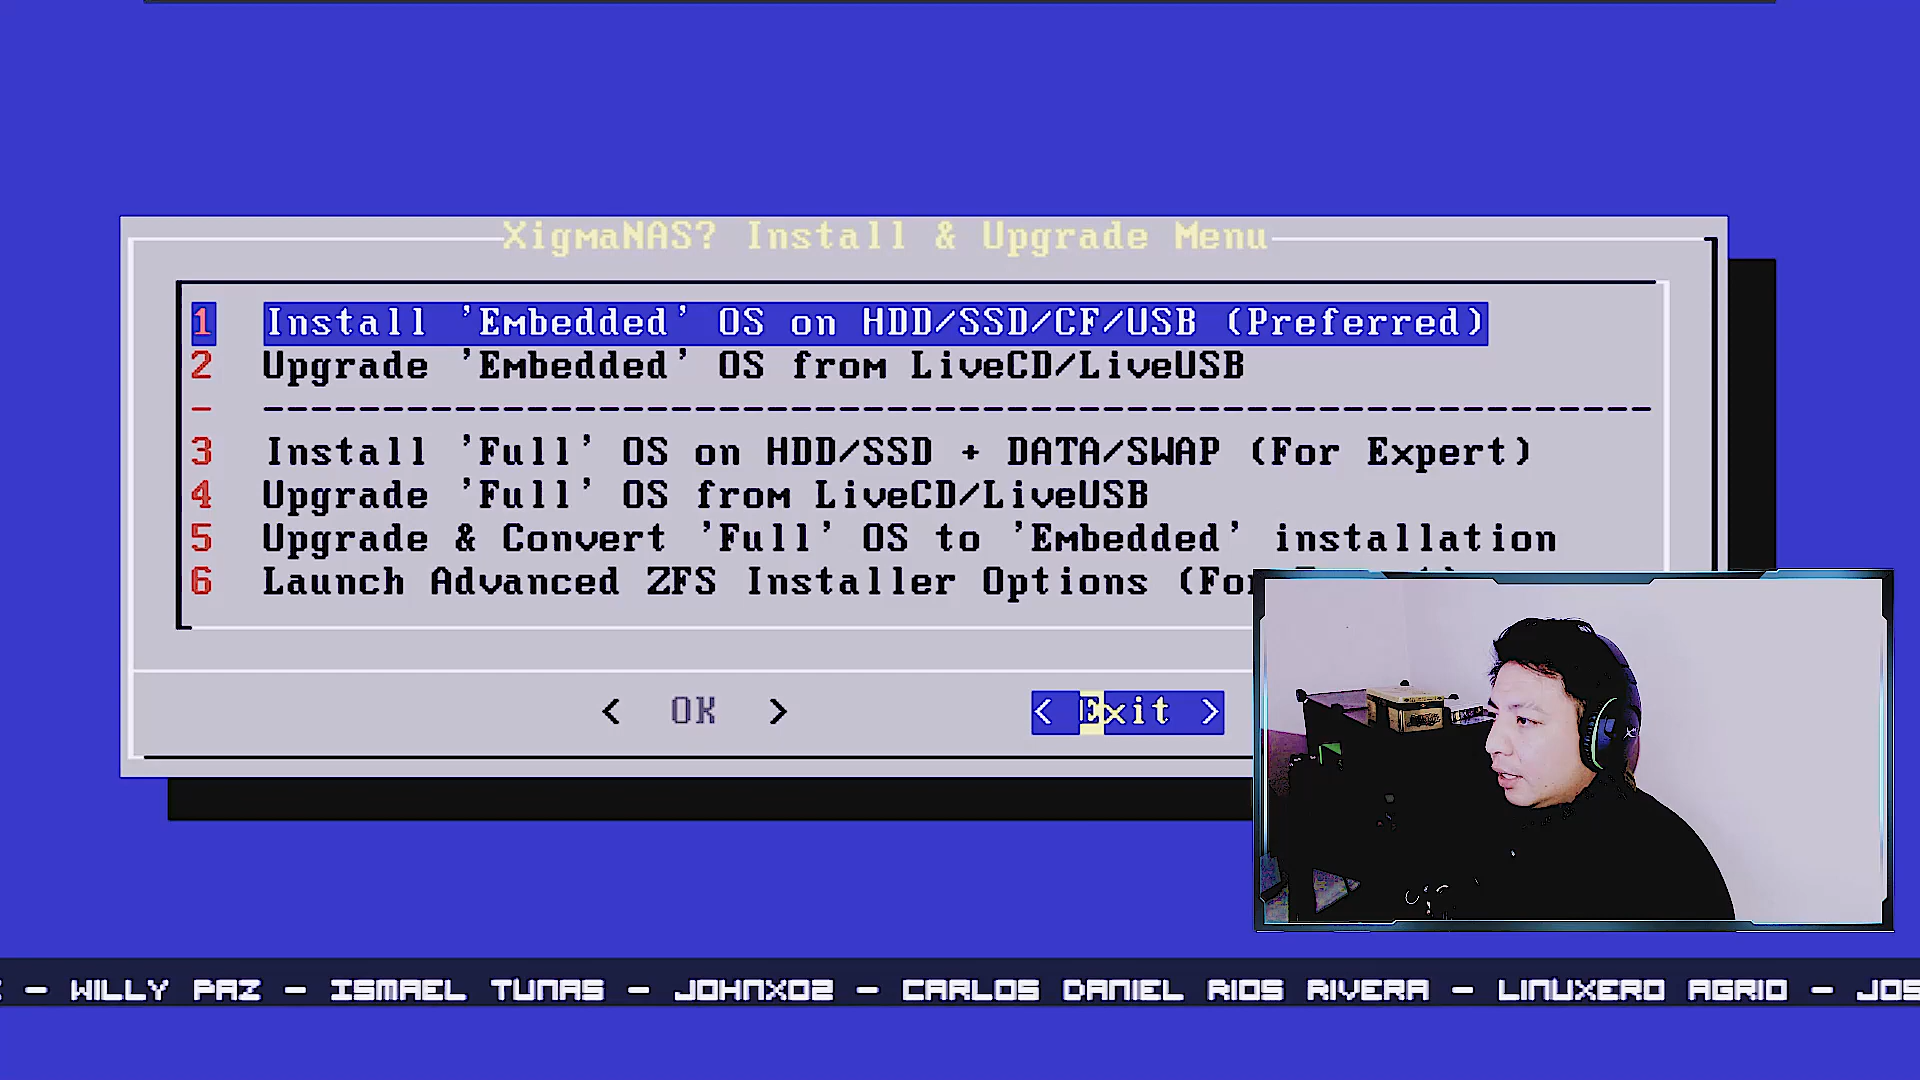 XigmaNAS? Install & Upgrade Menu
1 Install 'Embedded' OS on HDD/SSD/CF/USB (Preferred)
2 Upgrade 'Embedded' OS from LiveCD/LiveUSB
- ----------------------------------------------------------
3 Install 'Full' OS on HDD/SSD + DATA/SWAP (For Expert)
4 Upgrade 'Full' OS from LiveCD/LiveUSB
5 Upgrade & Convert 'Full' OS to 'Embedded' installation
6 Launch Advanced ZFS Installer Options (For
< OK > < Exit >
- WILLY PAZ - ISMAEL TUNAS - JOHNX02 - CARLOS DANIEL RIOS RIVERA - LINUXERO AGRIO - JOS